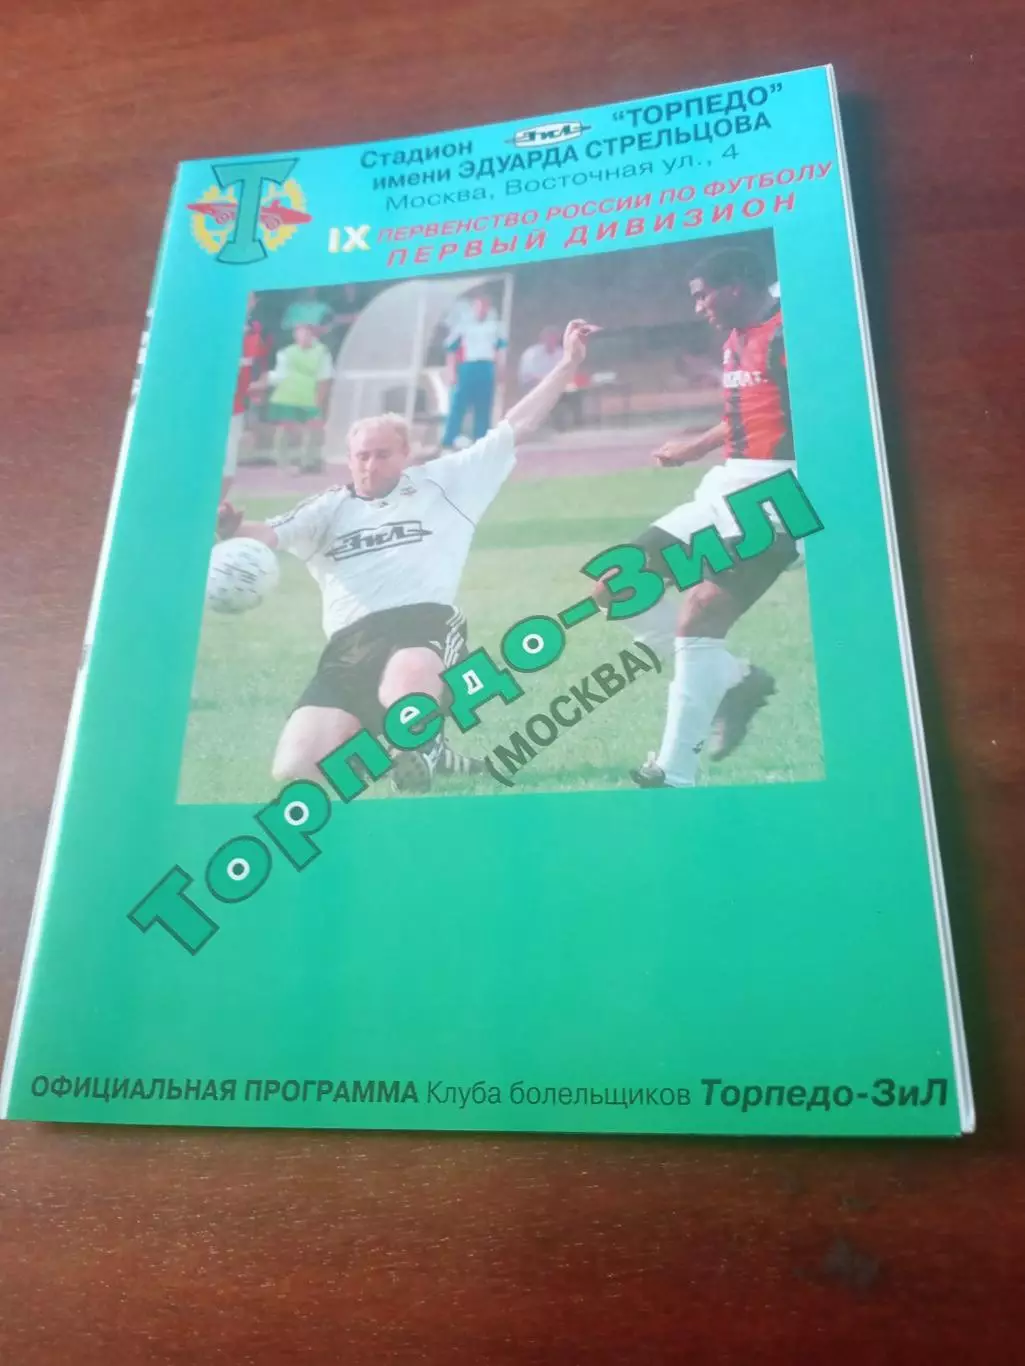 Стадион ЗиЛ "ТОРПЕДО"
имени ЭДУАРДА СТРЕЛЬЦОВА
Москва, Восточная ул., 4
IX ПЕРВЕНСТВО РОССИИ ПО ФУТБОЛУ
ПЕРВЫЙ ДИВИЗИОН
ЗиЛ
Торпедо-ЗиЛ
(МОСКВА)
ОФИЦИАЛЬНАЯ ПРОГРАММА Клуба болельщиков Торпедо-ЗиЛ